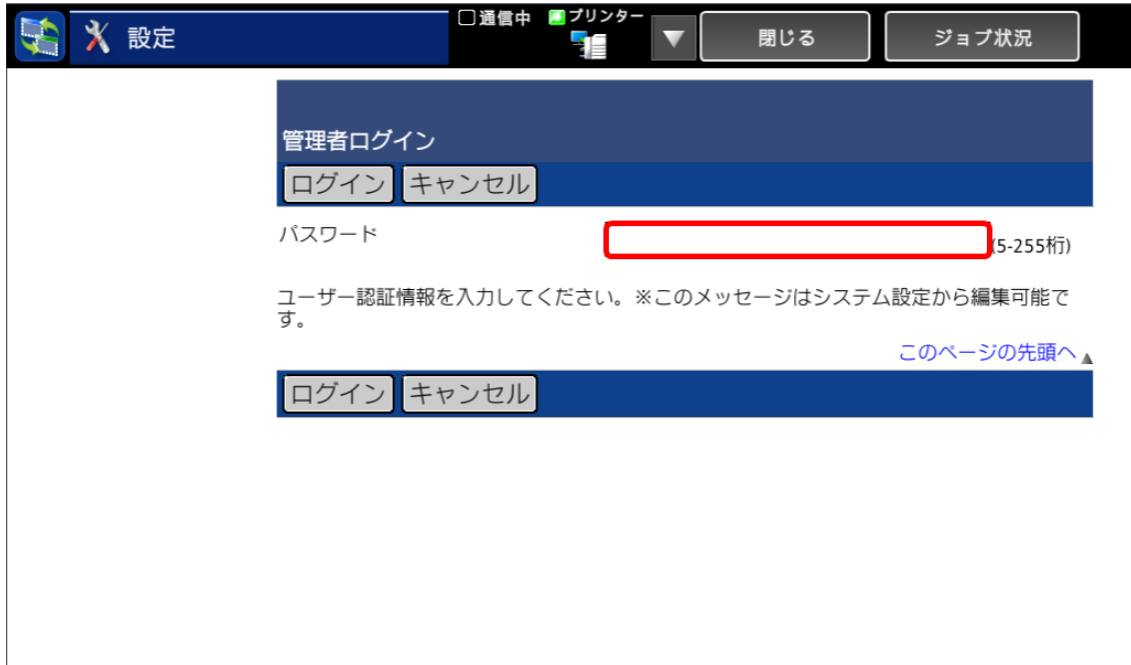 設定
通信中
プリンター
閉じる
ジョブ状況
管理者ログイン
ログイン キャンセル
パスワード
(5-255桁)
ユーザー認証情報を入力してください。※このメッセージはシステム設定から編集可能で
す。
このページの先頭へ
ログイン キャンセル